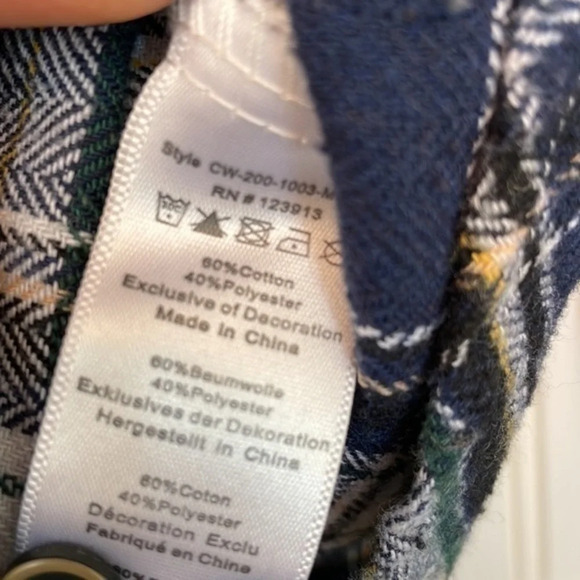 Style CW-200-1003-M
RN # 123913
60%Cotton
40%Polyester
Exclusive of Decoration
Made in China
60%Baumwolle
40%Polyester
Exklusives der Dekoration
Hergestellt in China
60%Coton
40%Polyester
Décoration Exclu
Fabriqué en China